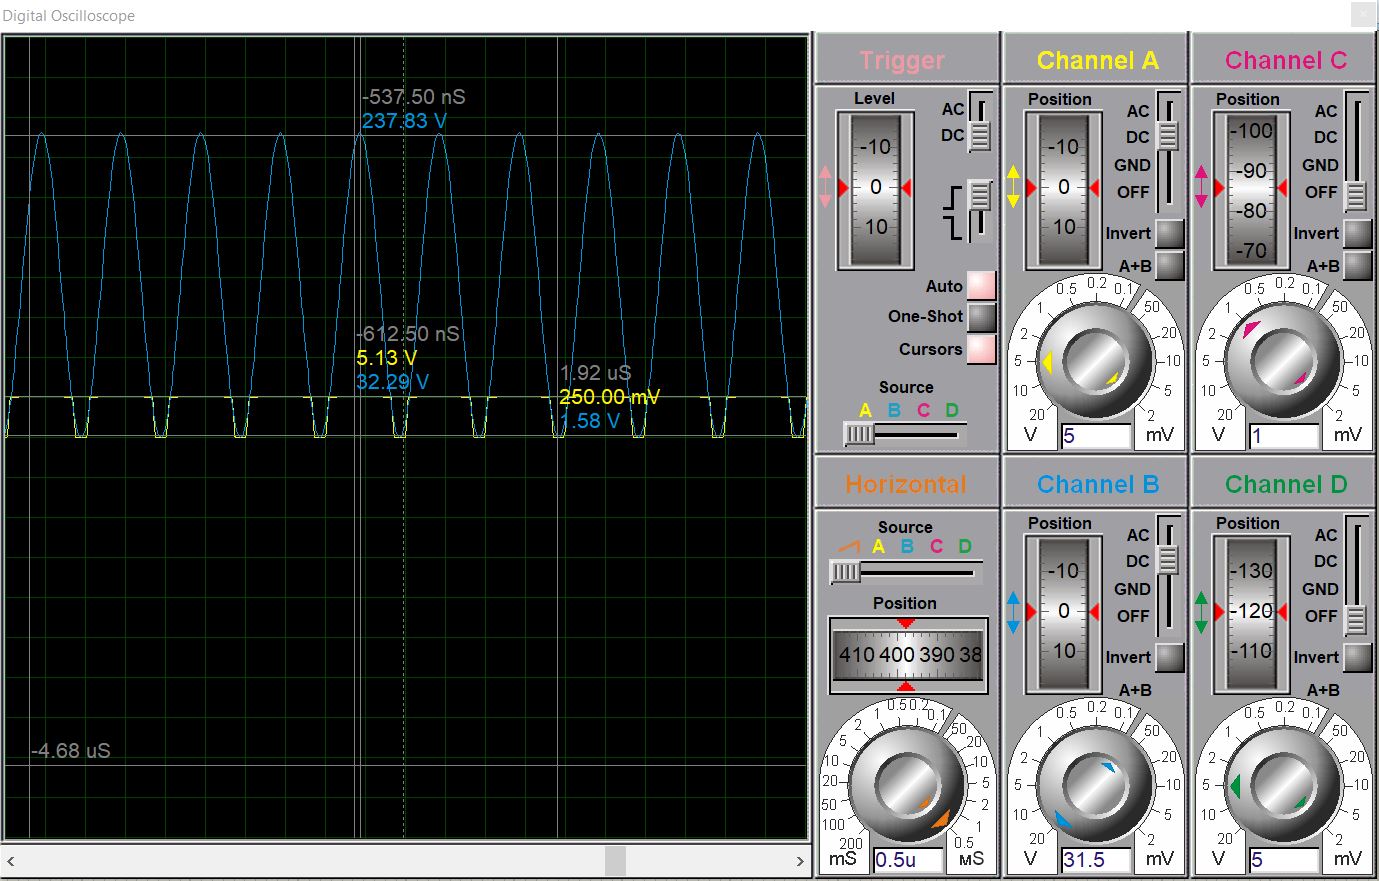 Digital Oscilloscope
-537.50 nS
237.83 V
-612.50 nS
5.13 V
32.29 V
1.92 uS
250.00 mV
1.58 V
-4.68 uS
Trigger
Level
-10
0
10
AC
DC
Auto
One-Shot
Cursors
Source
A B C D
Channel A
Position
-10
0
10
AC
DC
GND
OFF
Invert
A+B
20 10 5 2 1 0.5 0.2 0.1 50 20 10 5 2
V
5
mV
Channel C
Position
-100
-90
-80
-70
AC
DC
GND
OFF
Invert
A+B
20 10 5 2 1 0.5 0.2 0.1 50 20 10 5 2
V
1
mV
Horizontal
Source
A B C D
Position
410 400 390 38
200 100 50 20 10 5 2 1 0.5 0.2 0.1 50 20 10 5 2 1 0.5
mS
0.5u
мS
Channel B
Position
-10
0
10
AC
DC
GND
OFF
Invert
A+B
20 10 5 2 1 0.5 0.2 0.1 50 20 10 5 2
V
31.5
mV
Channel D
Position
-130
-120
-110
AC
DC
GND
OFF
Invert
A+B
20 10 5 2 1 0.5 0.2 0.1 50 20 10 5 2
V
5
mV